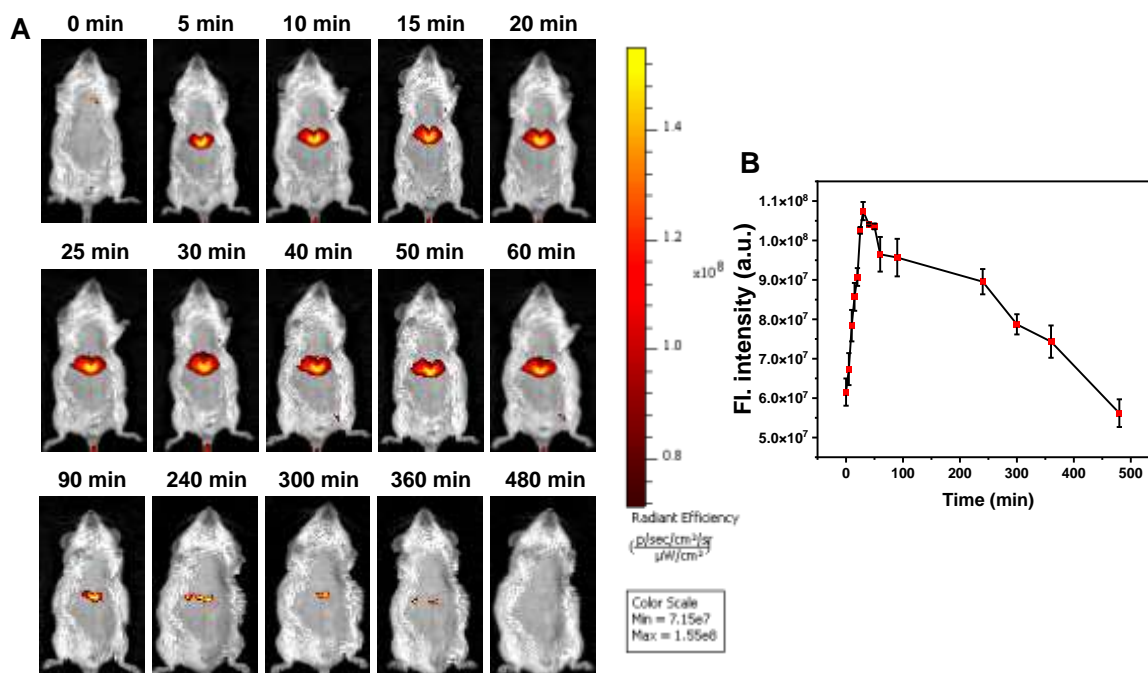 A
0 min 5 min 10 min 15 min 20 min
25 min 30 min 40 min 50 min 60 min
90 min 240 min 300 min 360 min 480 min
1.4
1.2
×10⁸
1.0
0.8
Radiant Efficiency
(p/sec/cm²/sr
µW/cm²)
Color Scale
Min = 7.15e7
Max = 1.55e8
B
Fl. intensity (a.u.)
1.1×10⁸
1.0×10⁸
9.0×10⁷
8.0×10⁷
7.0×10⁷
6.0×10⁷
5.0×10⁷
0 100 200 300 400 500
Time (min)